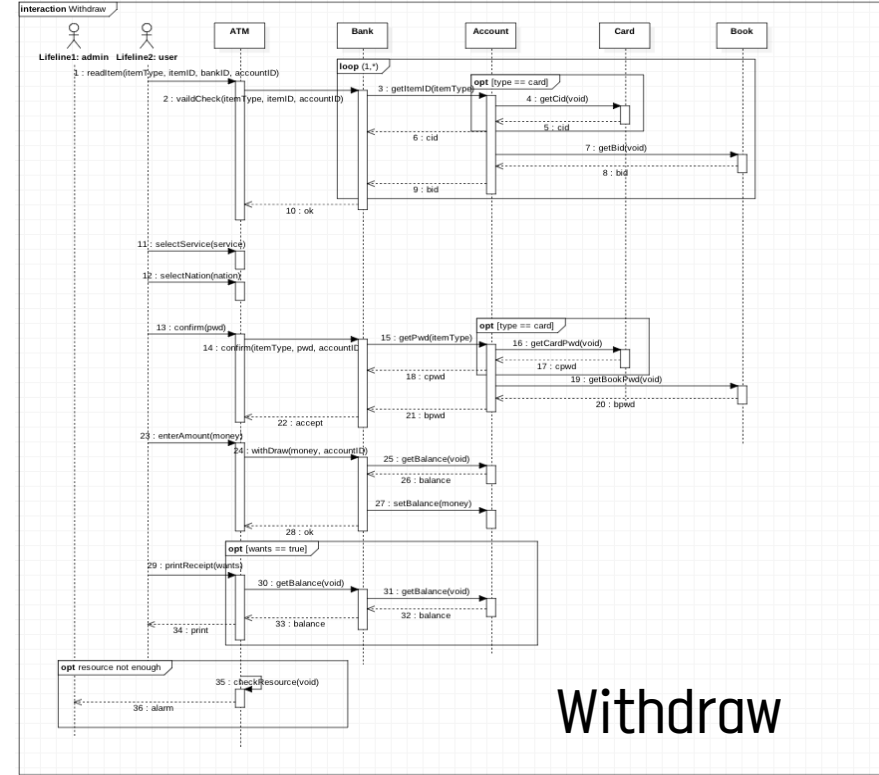 interaction Withdraw
ATM
Bank
Account
Card
Book
Lifeline1: admin
Lifeline2: user
loop (1,*)
1 : readItem(itemType, itemID, bankID, accountID)
opt [type == card]
2 : vaildCheck(itemType, itemID, accountID)
3 : getItemID(itemType)
4 : getCid(void)
5 : cid
6 : cid
7 : getBid(void)
8 : bid
9 : bid
10 : ok
11 : selectService(service)
12 : selectNation(nation)
opt [type == card]
13 : confirm(pwd)
14 : confirm(itemType, pwd, accountID
15 : getPwd(itemType)
16 : getCardPwd(void)
17 : cpwd
18 : cpwd
19 : getBookPwd(void)
20 : bpwd
21 : bpwd
22 : accept
23 : enterAmount(money)
24 : withDraw(money, accountID)
25 : getBalance(void)
26 : balance
27 : setBalance(money)
28 : ok
opt [wants == true]
29 : printReceipt(wants)
30 : getBalance(void)
31 : getBalance(void)
32 : balance
33 : balance
34 : print
opt resource not enough
35 : checkResource(void)
36 : alarm
Withdraw